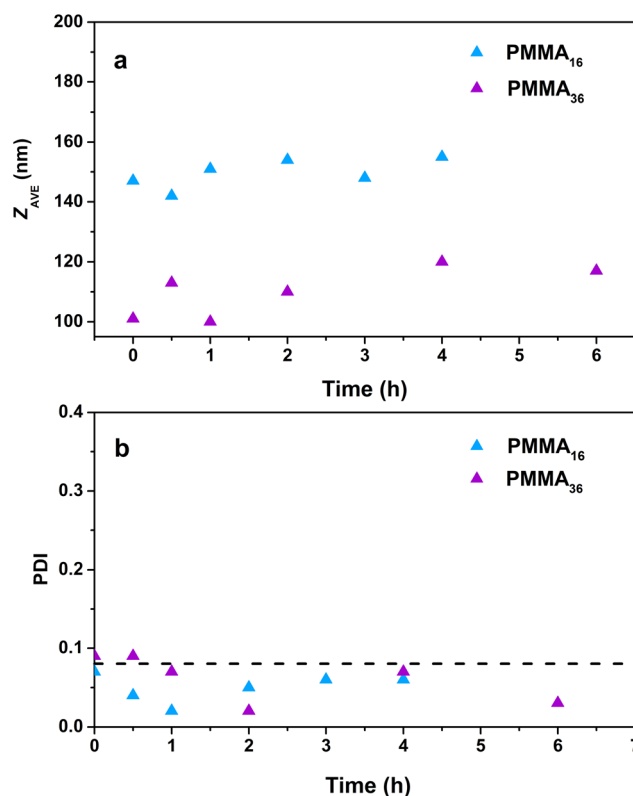 200
180
160
140
120
100
Z_AVE (nm)
a
PMMA₁₆
PMMA₃₆
0 1 2 3 4 5 6
Time (h)
0.4
0.3
0.2
0.1
0.0
PDI
b
PMMA₁₆
PMMA₃₆
0 1 2 3 4 5 6 7
Time (h)